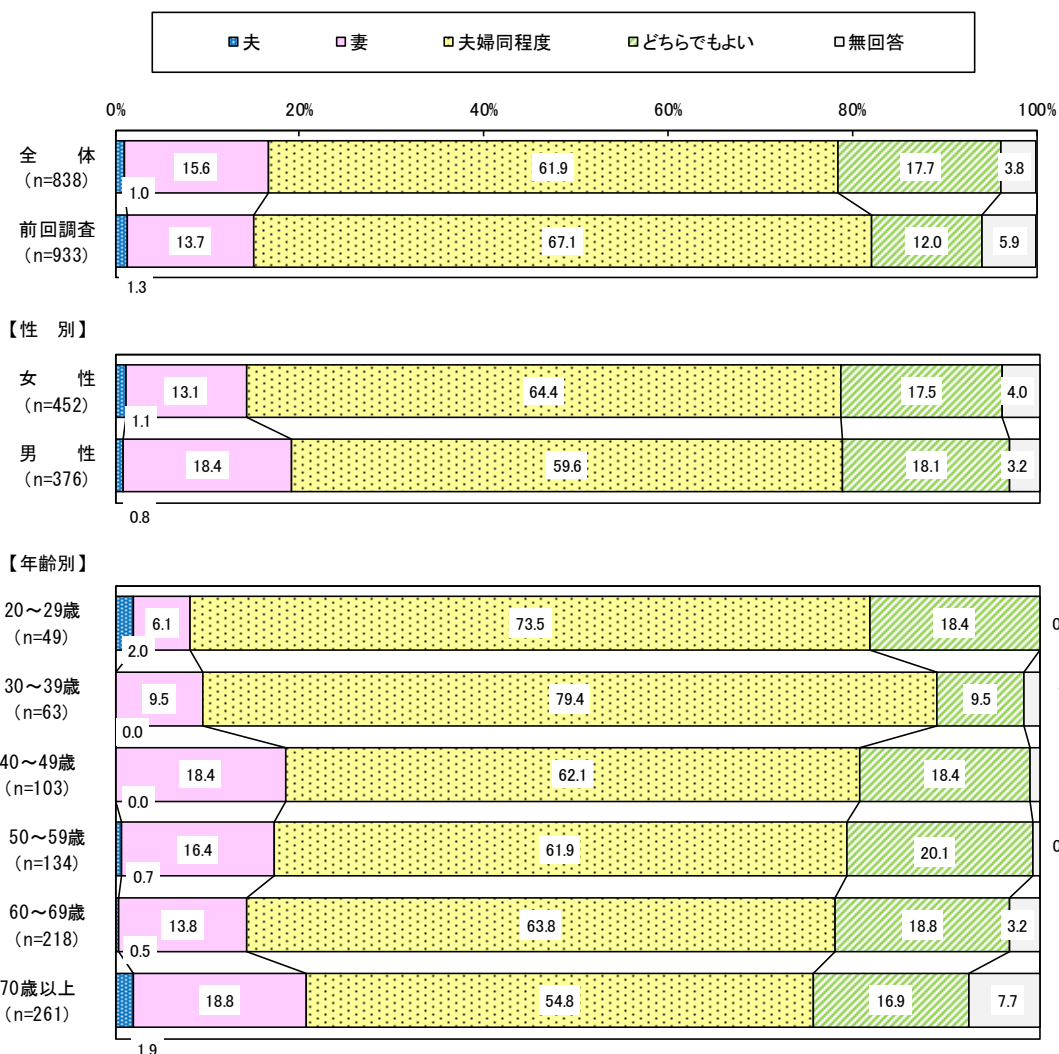 夫 妻 夫婦同程度 どちらでもよい 無回答
0% 20% 40% 60% 80% 100%
全 体
(n=838)
15.6 61.9 17.7 3.8
1.0
前回調査
(n=933)
13.7 67.1 12.0 5.9
1.3
【性 別】
女 性
(n=452)
13.1 64.4 17.5 4.0
1.1
男 性
(n=376)
18.4 59.6 18.1 3.2
0.8
【年齢別】
20～29歳
(n=49)
6.1 73.5 18.4
2.0
30～39歳
(n=63)
9.5 79.4 9.5
0.0
40～49歳
(n=103)
18.4 62.1 18.4
0.0
50～59歳
(n=134)
16.4 61.9 20.1
0.7
60～69歳
(n=218)
13.8 63.8 18.8 3.2
0.5
70歳以上
(n=261)
18.8 54.8 16.9 7.7
1.9